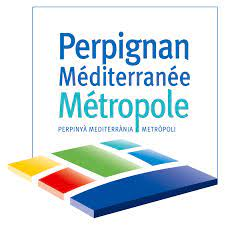 Perpignan
Méditerranée
Métropole
PERPINYÀ MEDITERRÀNIA METRÒPOLI